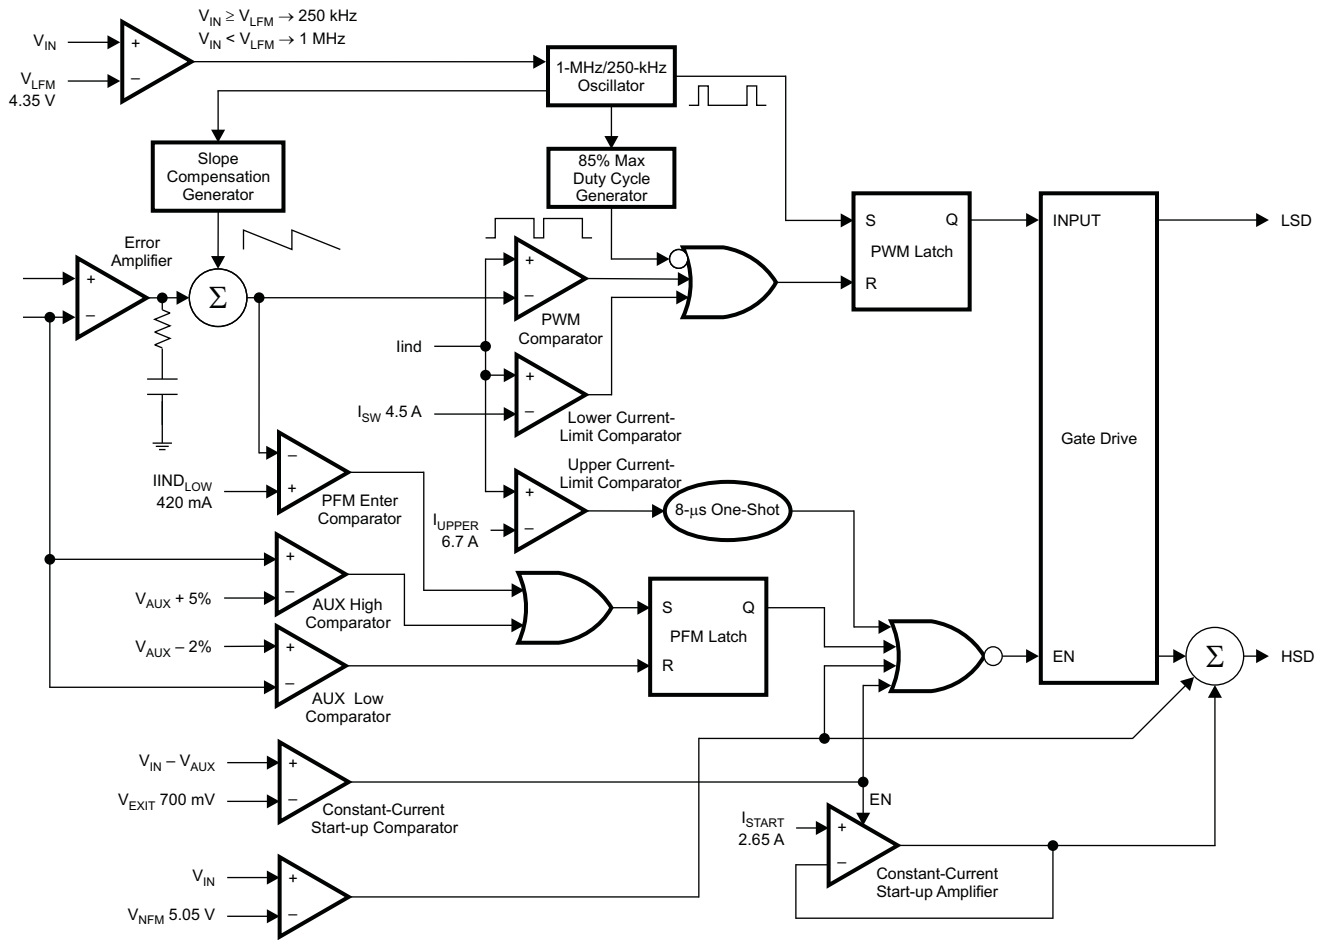 V_IN ≥ V_LFM → 250 kHz
V_IN < V_LFM → 1 MHz
V_IN
+
V_LFM
4.35 V
−
1-MHz/250-kHz
Oscillator
Slope
Compensation
Generator
85% Max
Duty Cycle
Generator
Error
Amplifier
+
−
Σ
+
−
PWM
Comparator
S
Q
PWM Latch
R
INPUT
LSD
Iind
+
−
I_SW 4.5 A
Lower Current-
Limit Comparator
Gate Drive
−
+
IIND_LOW
420 mA
PFM Enter
Comparator
Upper Current-
Limit Comparator
+
−
I_UPPER
6.7 A
8-μs One-Shot
+
−
V_AUX + 5%
AUX High
Comparator
S
Q
PFM Latch
R
V_AUX – 2%
+
−
AUX Low
Comparator
EN
Σ
HSD
V_IN – V_AUX
+
V_EXIT 700 mV
−
Constant-Current
Start-up Comparator
EN
I_START
2.65 A
+
−
Constant-Current
Start-up Amplifier
V_IN
+
V_NFM 5.05 V
−